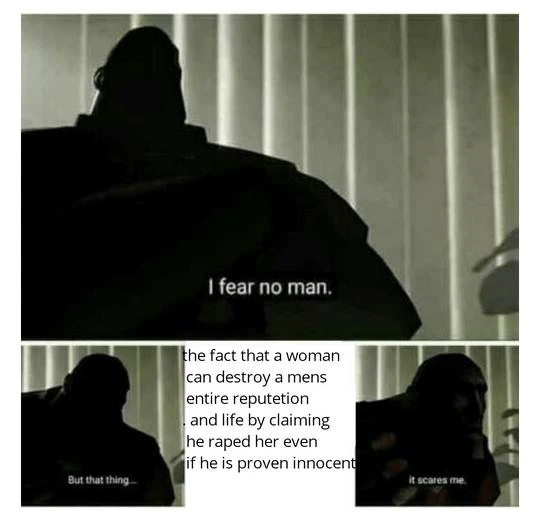 I fear no man.
the fact that a woman
can destroy a mens
entire reputetion
. and life by claiming
he raped her even
if he is proven innocent
But that thing...
it scares me.